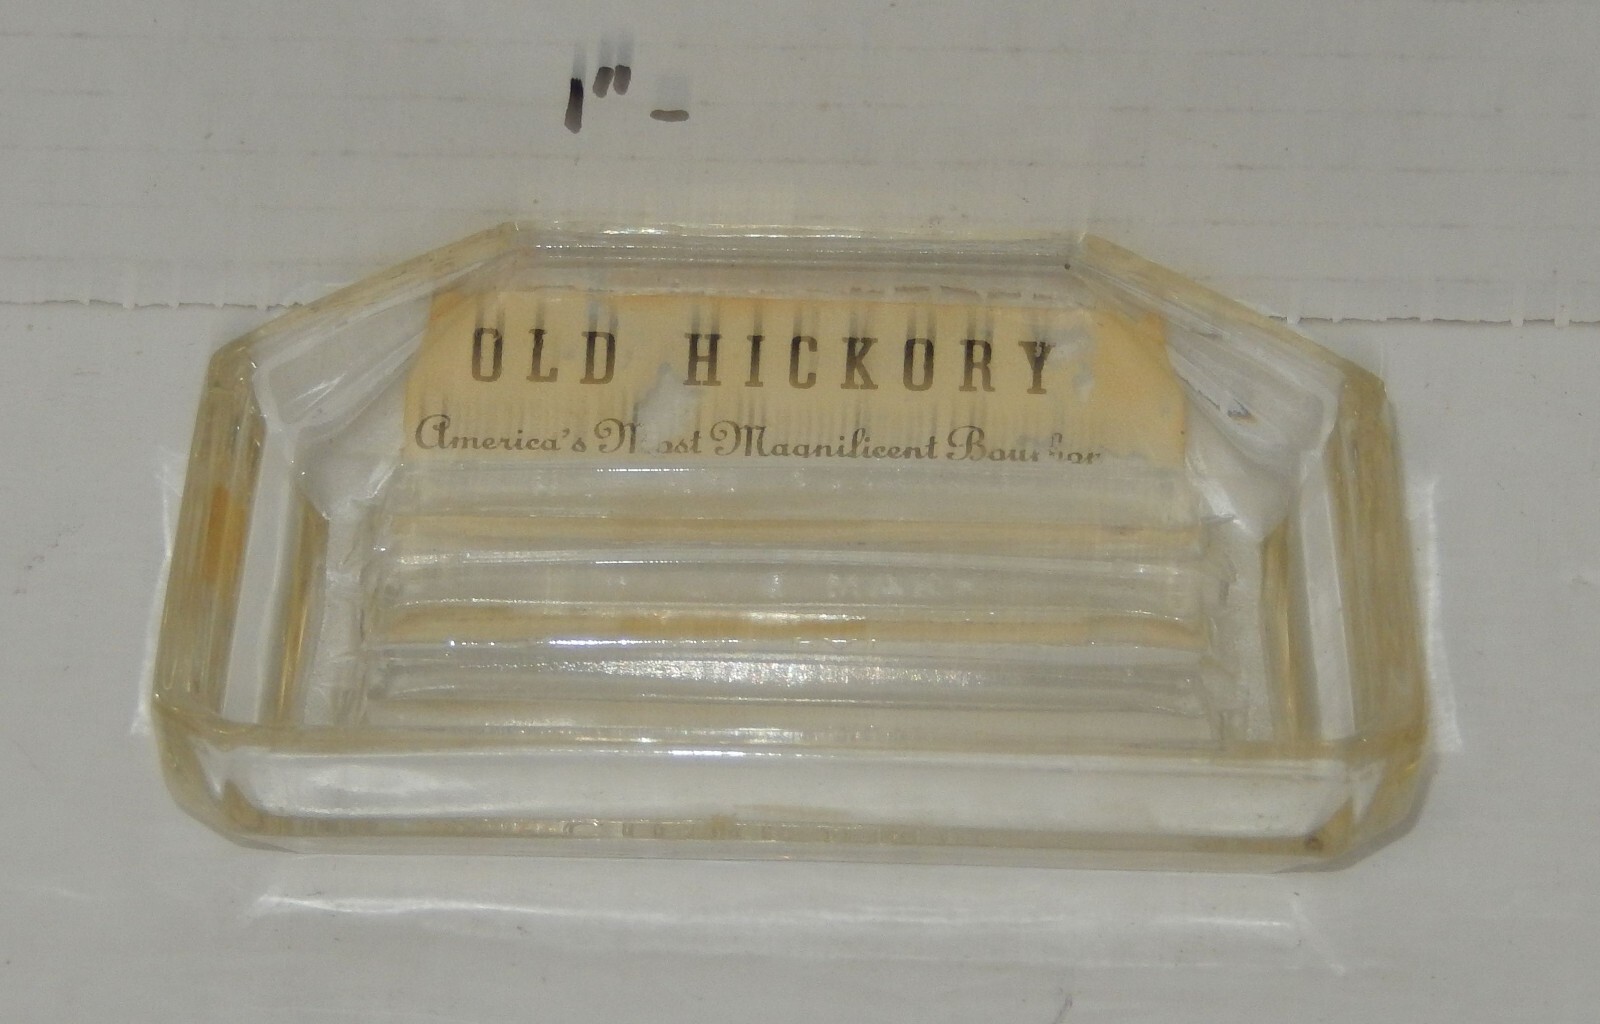 1" -
OLD HICKORY
America's Most Magnificent Bourbon